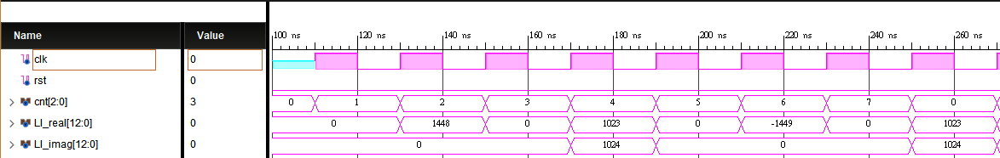 Name Value
100 ns 120 ns 140 ns 160 ns 180 ns 200 ns 220 ns 240 ns 260 ns
clk 0
rst 0
cnt[2:0] 3 0 1 2 3 4 5 6 7 0
LI_real[12:0] 0 0 1448 0 1023 0 -1449 0 1023
LI_imag[12:0] 0 0 1024 0 1024